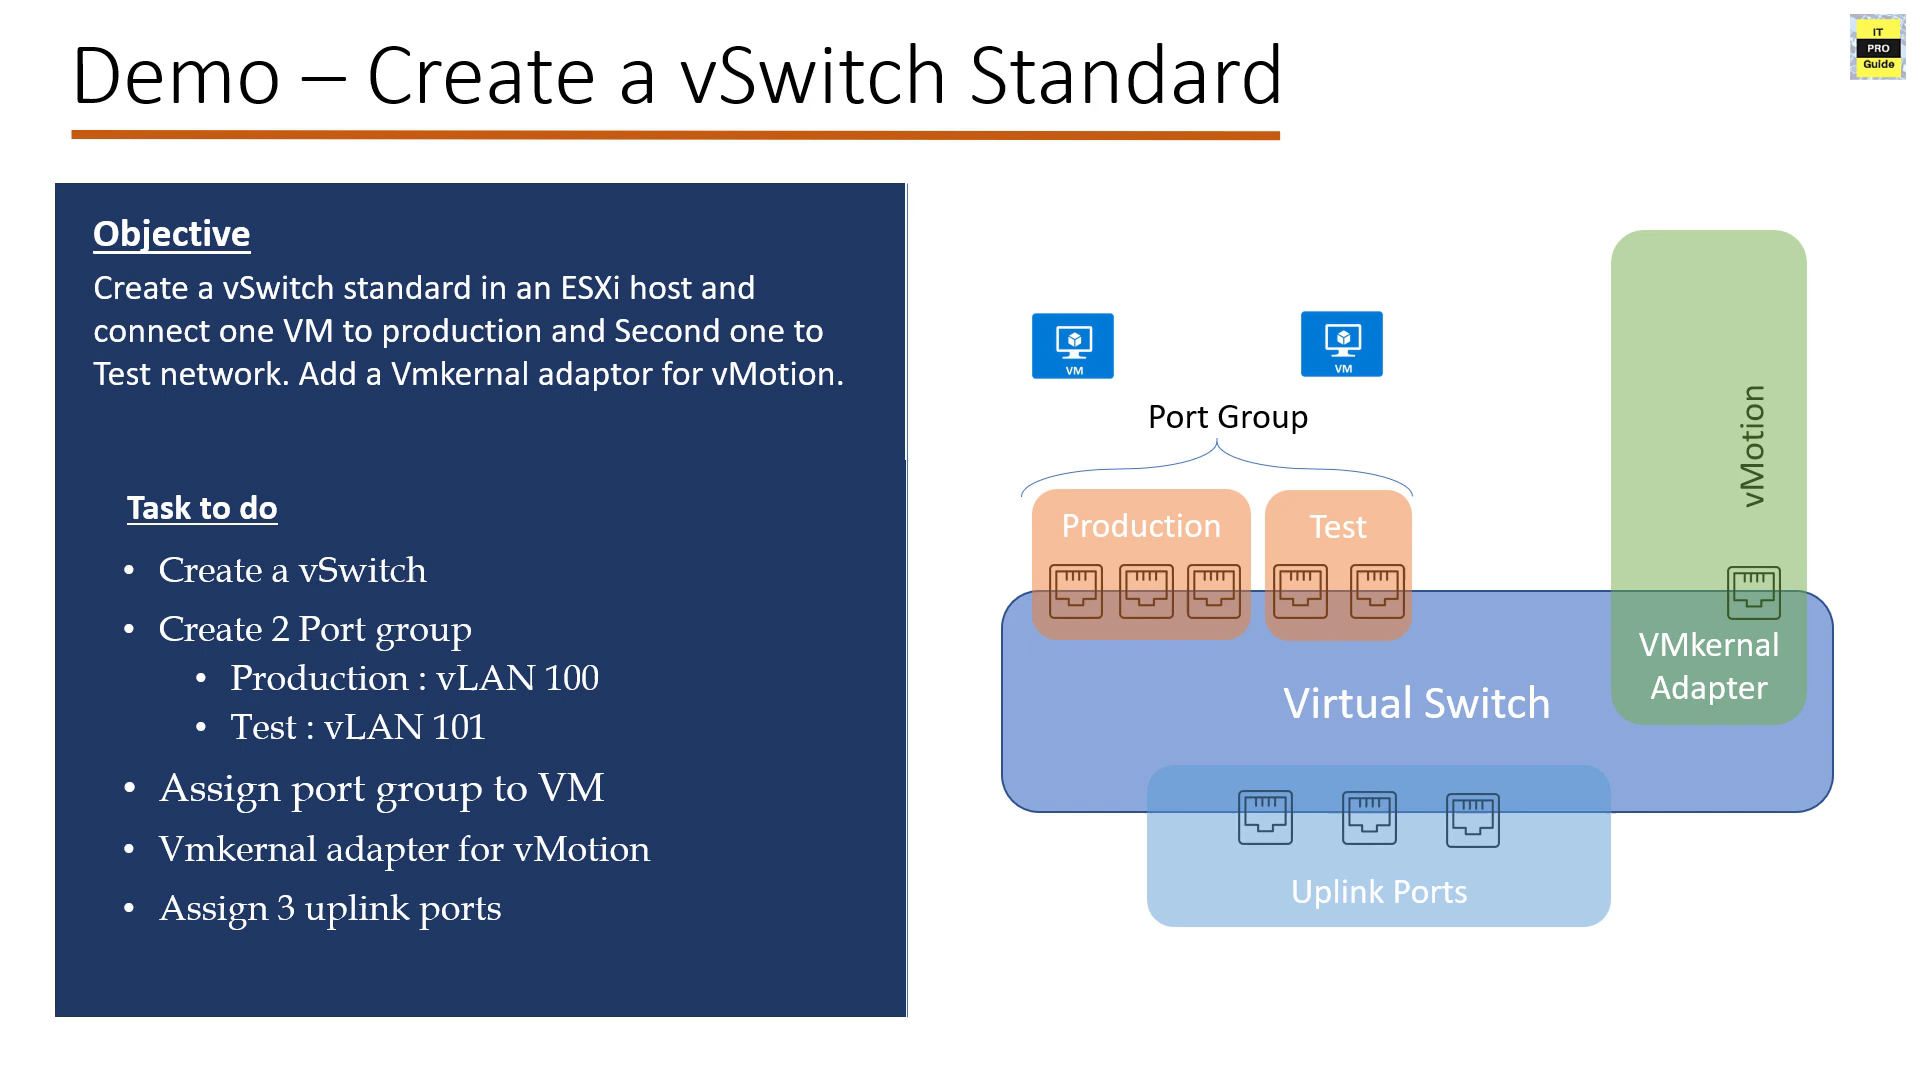 Demo – Create a vSwitch Standard
IT
PRO
Guide
Objective
Create a vSwitch standard in an ESXi host and
connect one VM to production and Second one to
Test network. Add a Vmkernal adaptor for vMotion.
Task to do
• Create a vSwitch
• Create 2 Port group
• Production : vLAN 100
• Test : vLAN 101
• Assign port group to VM
• Vmkernal adapter for vMotion
• Assign 3 uplink ports
VM
VM
Port Group
Production
Test
vMotion
VMkernal
Adapter
Virtual Switch
Uplink Ports